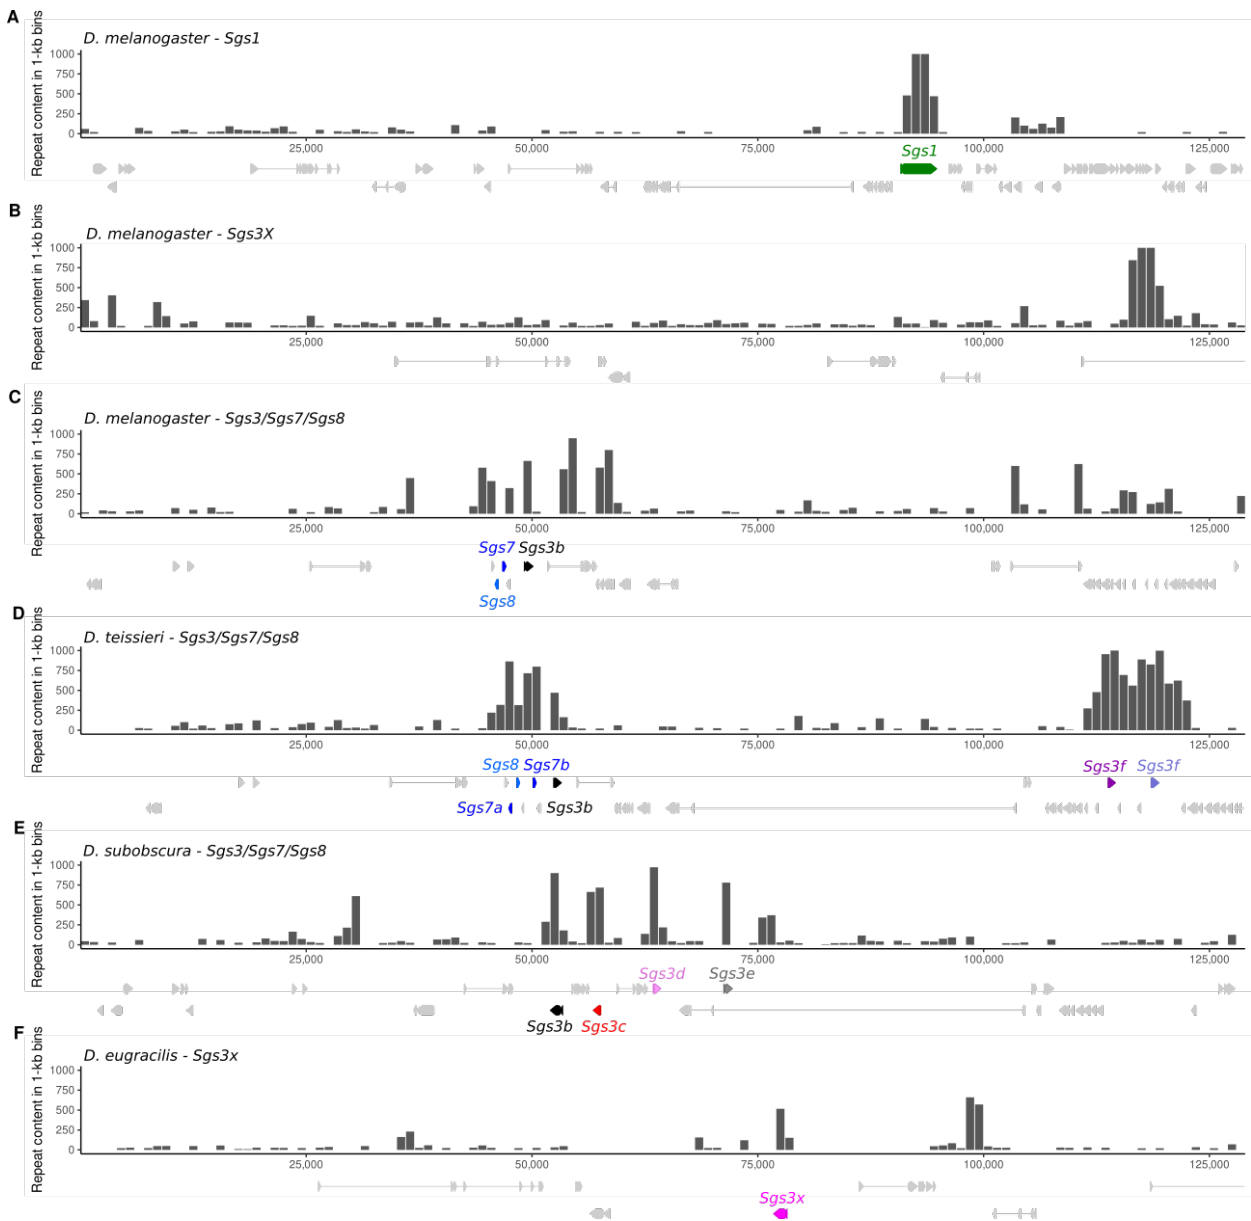 A
Repeat content in 1-kb bins
D. melanogaster - Sgs1
1000
750
500
250
0
25,000 50,000 75,000 100,000 125,000
Sgs1
B
Repeat content in 1-kb bins
D. melanogaster - Sgs3X
1000
750
500
250
0
25,000 50,000 75,000 100,000 125,000
C
Repeat content in 1-kb bins
D. melanogaster - Sgs3/Sgs7/Sgs8
1000
750
500
250
0
25,000 50,000 75,000 100,000 125,000
Sgs7 Sgs3b
Sgs8
D
Repeat content in 1-kb bins
D. teissieri - Sgs3/Sgs7/Sgs8
1000
750
500
250
0
25,000 50,000 75,000 100,000 125,000
Sgs8 Sgs7b Sgs3f Sgs3f
Sgs7a Sgs3b
E
Repeat content in 1-kb bins
D. subobscura - Sgs3/Sgs7/Sgs8
1000
750
500
250
0
25,000 50,000 75,000 100,000 125,000
Sgs3d Sgs3e
Sgs3b Sgs3c
F
Repeat content in 1-kb bins
D. eugracilis - Sgs3x
1000
750
500
250
0
25,000 50,000 75,000 100,000 125,000
Sgs3x